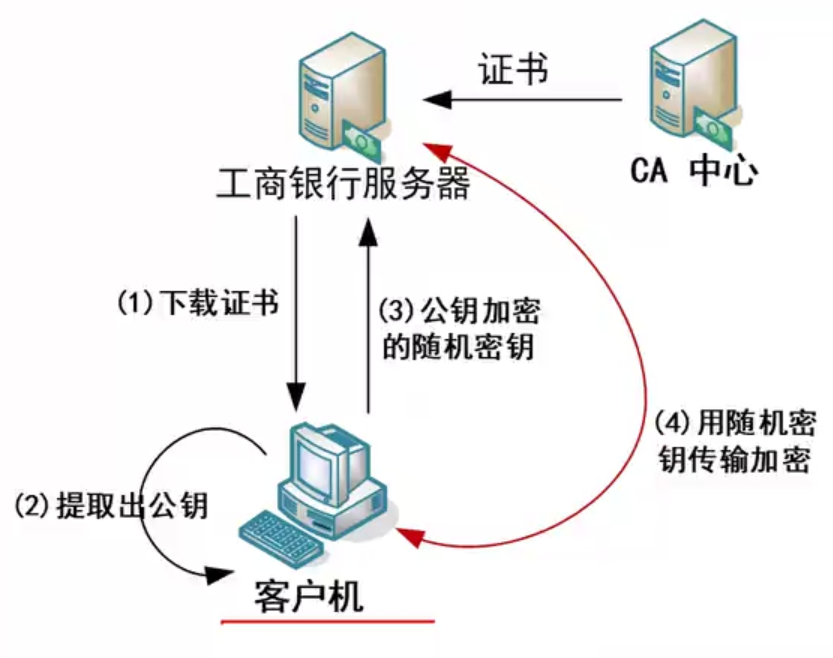 证书
工商银行服务器
CA 中心
(1)下载证书
(3)公钥加密
的随机密钥
(4)用随机密
钥传输加密
(2)提取出公钥
客户机